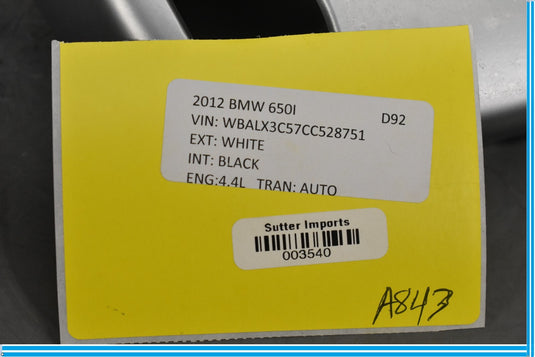 2012 BMW 650I D92
VIN: WBALX3C57CC528751
EXT: WHITE
INT: BLACK
ENG:4.4L TRAN: AUTO
Sutter Imports
003540
A843